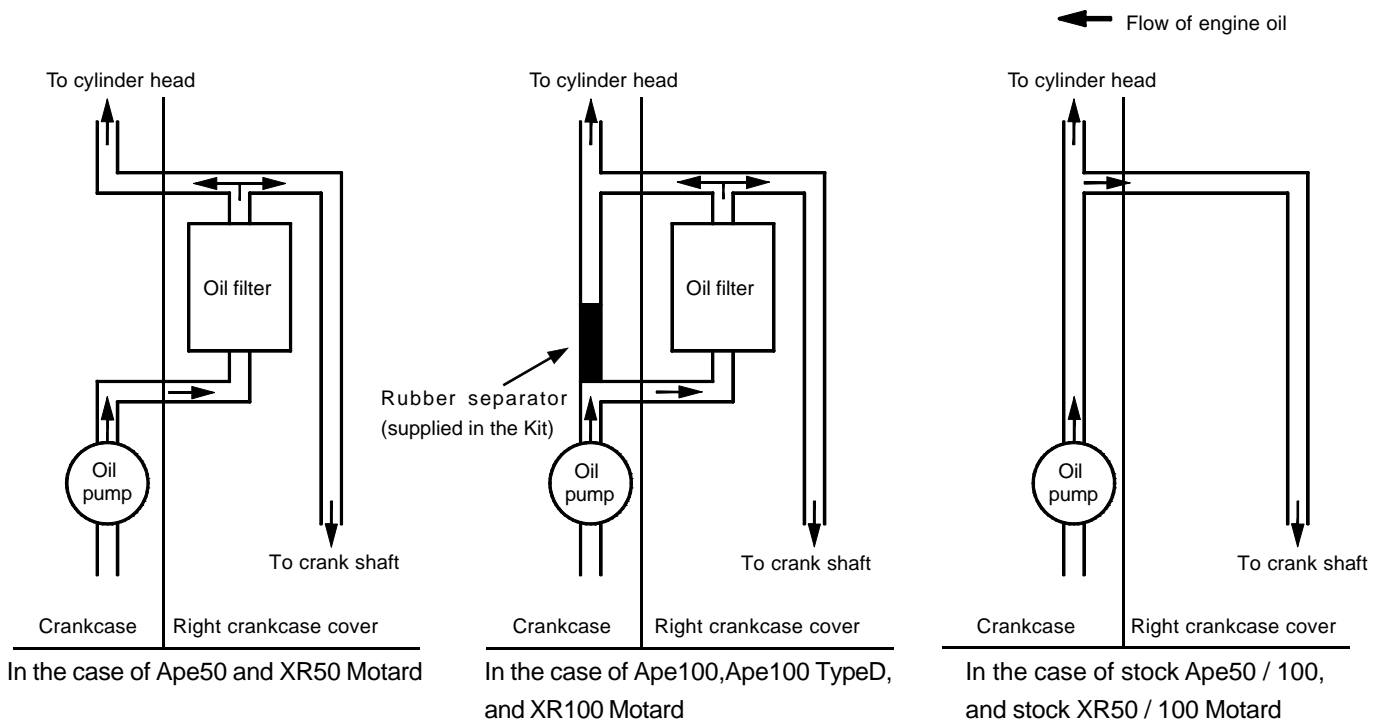 Flow of engine oil
To cylinder head
Oil filter
Oil
pump
To crank shaft
Crankcase
Right crankcase cover
In the case of Ape50 and XR50 Motard
To cylinder head
Oil filter
Rubber separator
(supplied in the Kit)
Oil
pump
To crank shaft
Crankcase
Right crankcase cover
In the case of Ape100,Ape100 TypeD,
and XR100 Motard
To cylinder head
Oil
pump
To crank shaft
Crankcase
Right crankcase cover
In the case of stock Ape50 / 100,
and stock XR50 / 100 Motard